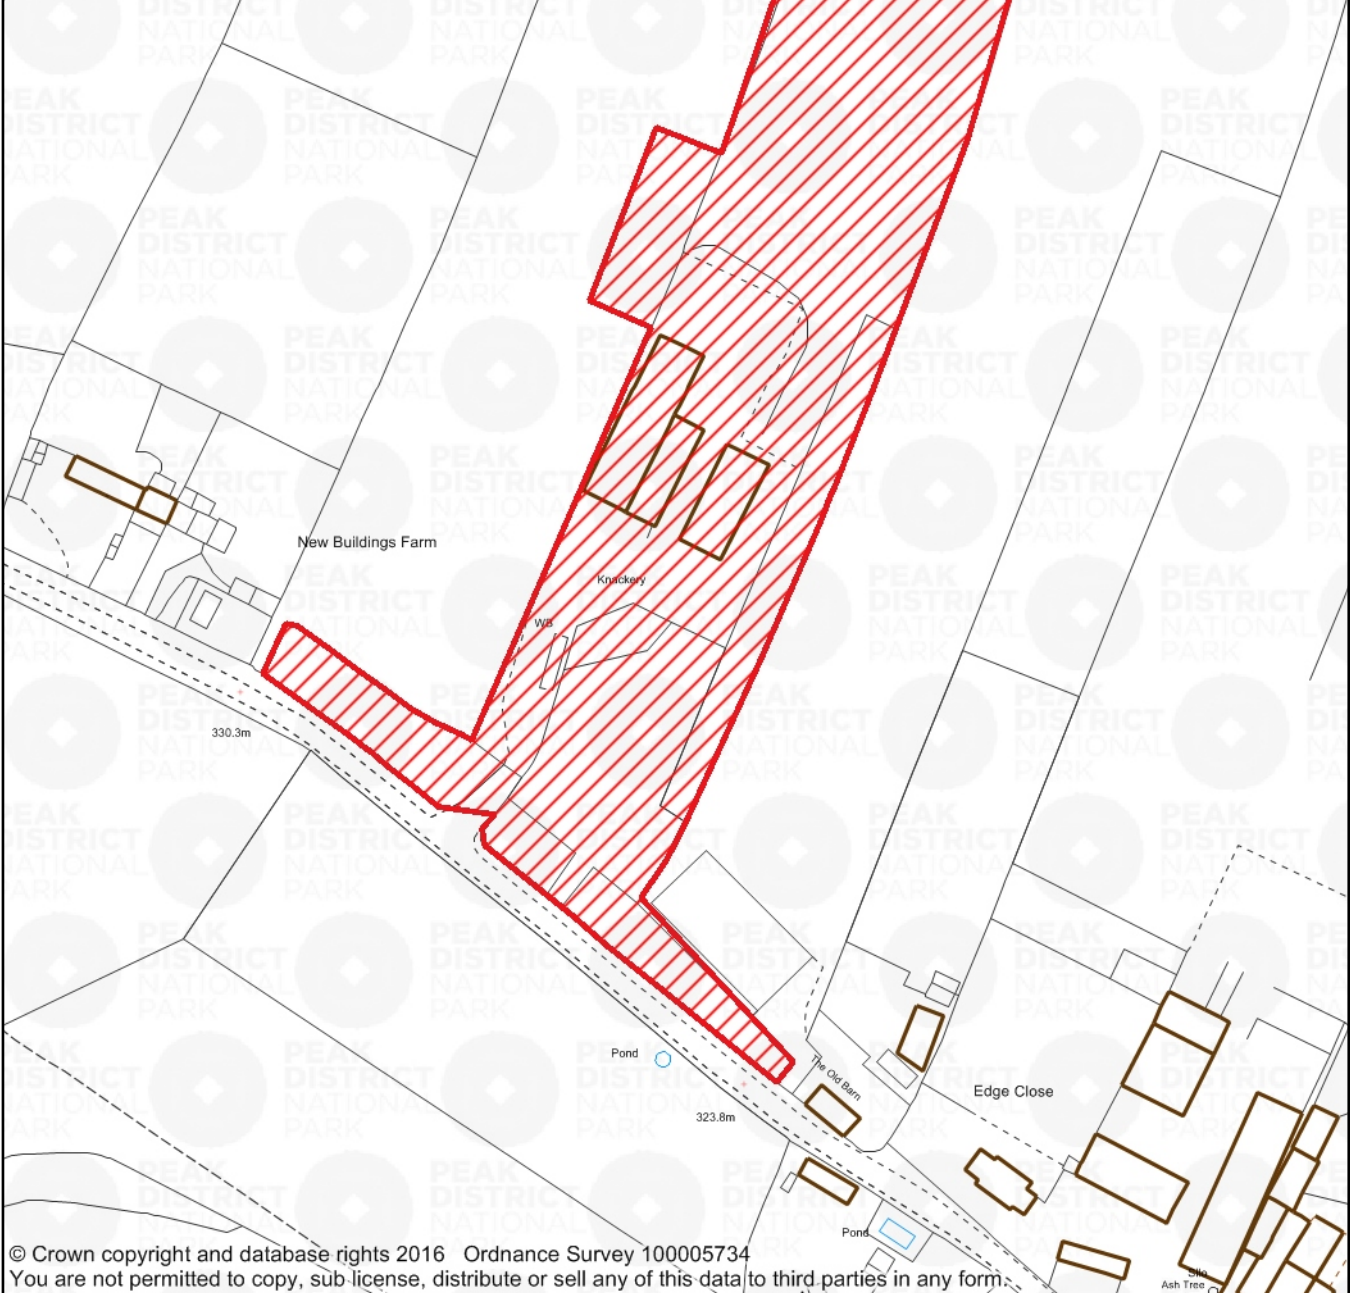 PEAK
DISTRICT
NATIONAL
PARK
New Buildings Farm
Knackery
WB
330.3m
Pond
The Old Barn
Edge Close
323.8m
Pond
Silo
Ash Tree
© Crown copyright and database rights 2016 Ordnance Survey 100005734
You are not permitted to copy, sub license, distribute or sell any of this data to third parties in any form.